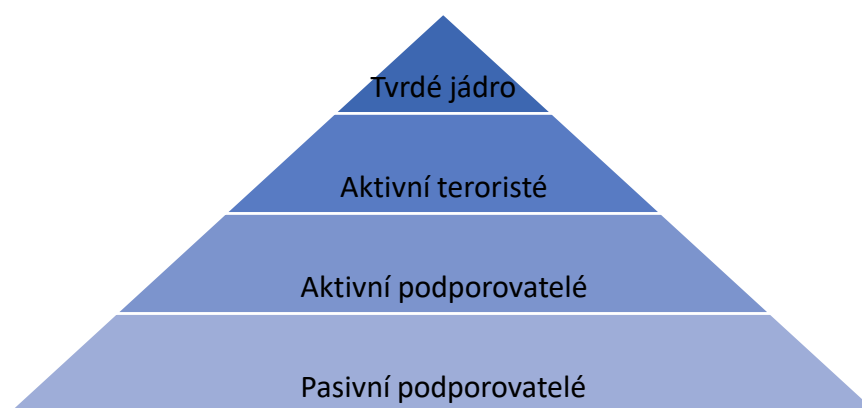 Tvrdé jádro
Aktivní teroristé
Aktivní podporovatelé
Pasivní podporovatelé